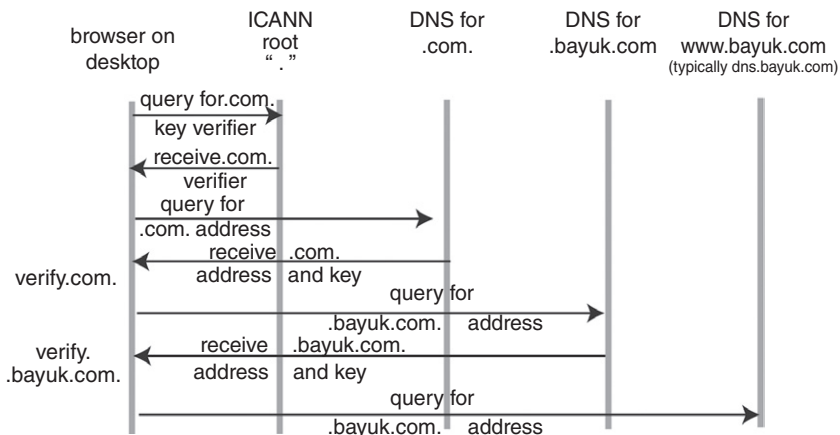 browser on
desktop
ICANN
root
“ . ”
DNS for
.com.
DNS for
.bayuk.com
DNS for
www.bayuk.com
(typically dns.bayuk.com)
query for.com.
key verifier
receive.com.
verifier
query for
.com. address
receive .com.
address and key
verify.com.
query for
.bayuk.com. address
receive .bayuk.com.
address and key
verify.
.bayuk.com.
query for
.bayuk.com. address